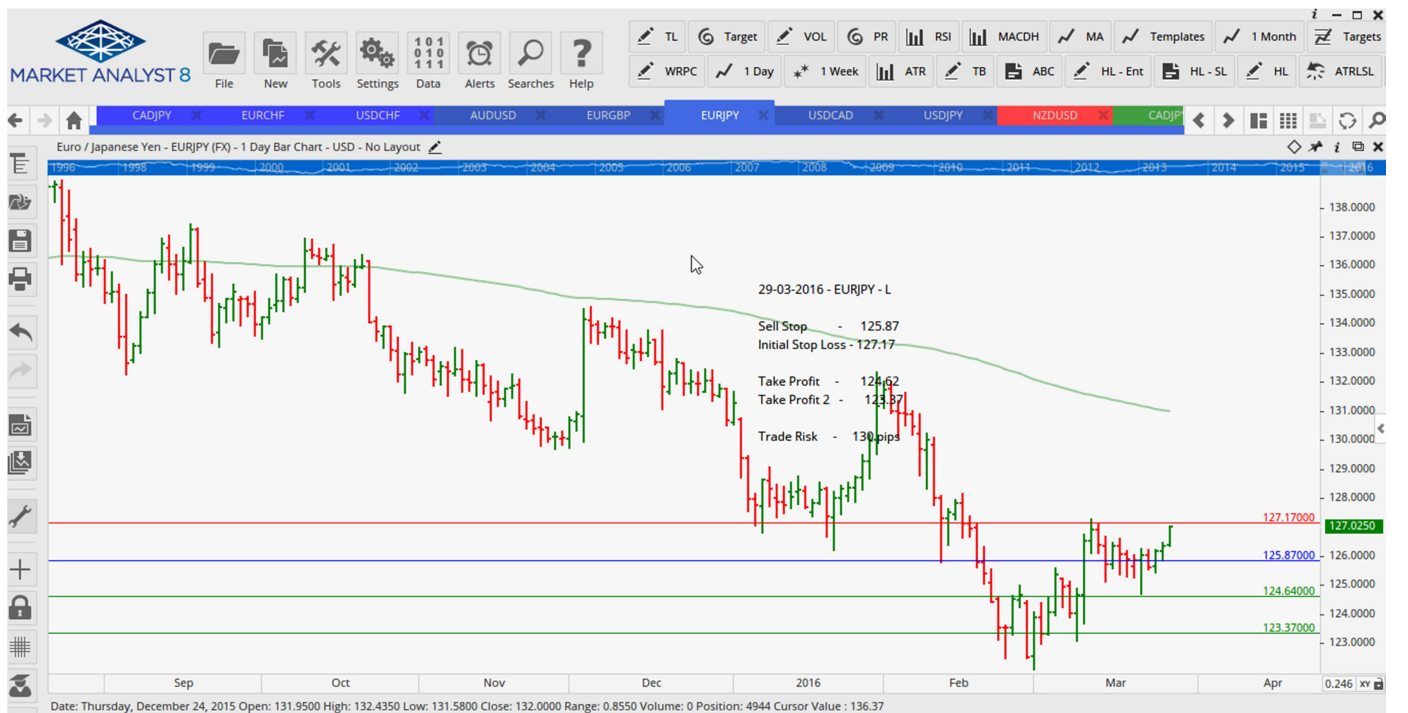 i
TL Target VOL PR RSI MACDH MA Templates 1 Month Targets
MARKET ANALYST 8
File New Tools Settings Data Alerts Searches Help
101
010
111
WRPC 1 Day 1 Week ATR TB ABC HL - Ent HL - SL HL ATRLSL
CADJPY EURCHF USDCHF AUDUSD EURGBP EURJPY USDCAD USDJPY NZDUSD CADJP
Euro / Japanese Yen - EURJPY (FX) - 1 Day Bar Chart - USD - No Layout
1996 1998 1999 2000 2001 2002 2003 2004 2005 2006 2007 2008 2009 2010 2011 2012 2013 2014 2015 2016
138.0000
137.0000
136.0000
135.0000
134.0000
133.0000
132.0000
131.0000
130.0000
129.0000
128.0000
127.0250
126.0000
125.0000
124.0000
123.0000
29-03-2016 - EURJPY - L
Sell Stop - 125.87
Initial Stop Loss - 127.17
Take Profit - 124.62
Take Profit 2 - 123.37
Trade Risk - 130 pips
127.17000
125.87000
124.64000
123.37000
Sep Oct Nov Dec 2016 Feb Mar Apr 0.246 XY
Date: Thursday, December 24, 2015 Open: 131.9500 High: 132.4350 Low: 131.5800 Close: 132.0000 Range: 0.8550 Volume: 0 Position: 4944 Cursor Value : 136.37